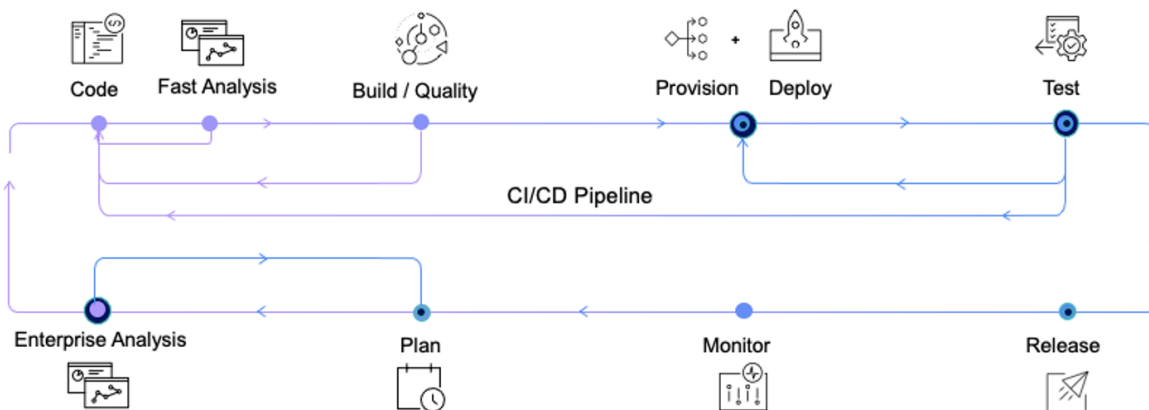 Code
Fast Analysis
Build / Quality
Provision
+
Deploy
Test
CI/CD Pipeline
Enterprise Analysis
Plan
Monitor
Release